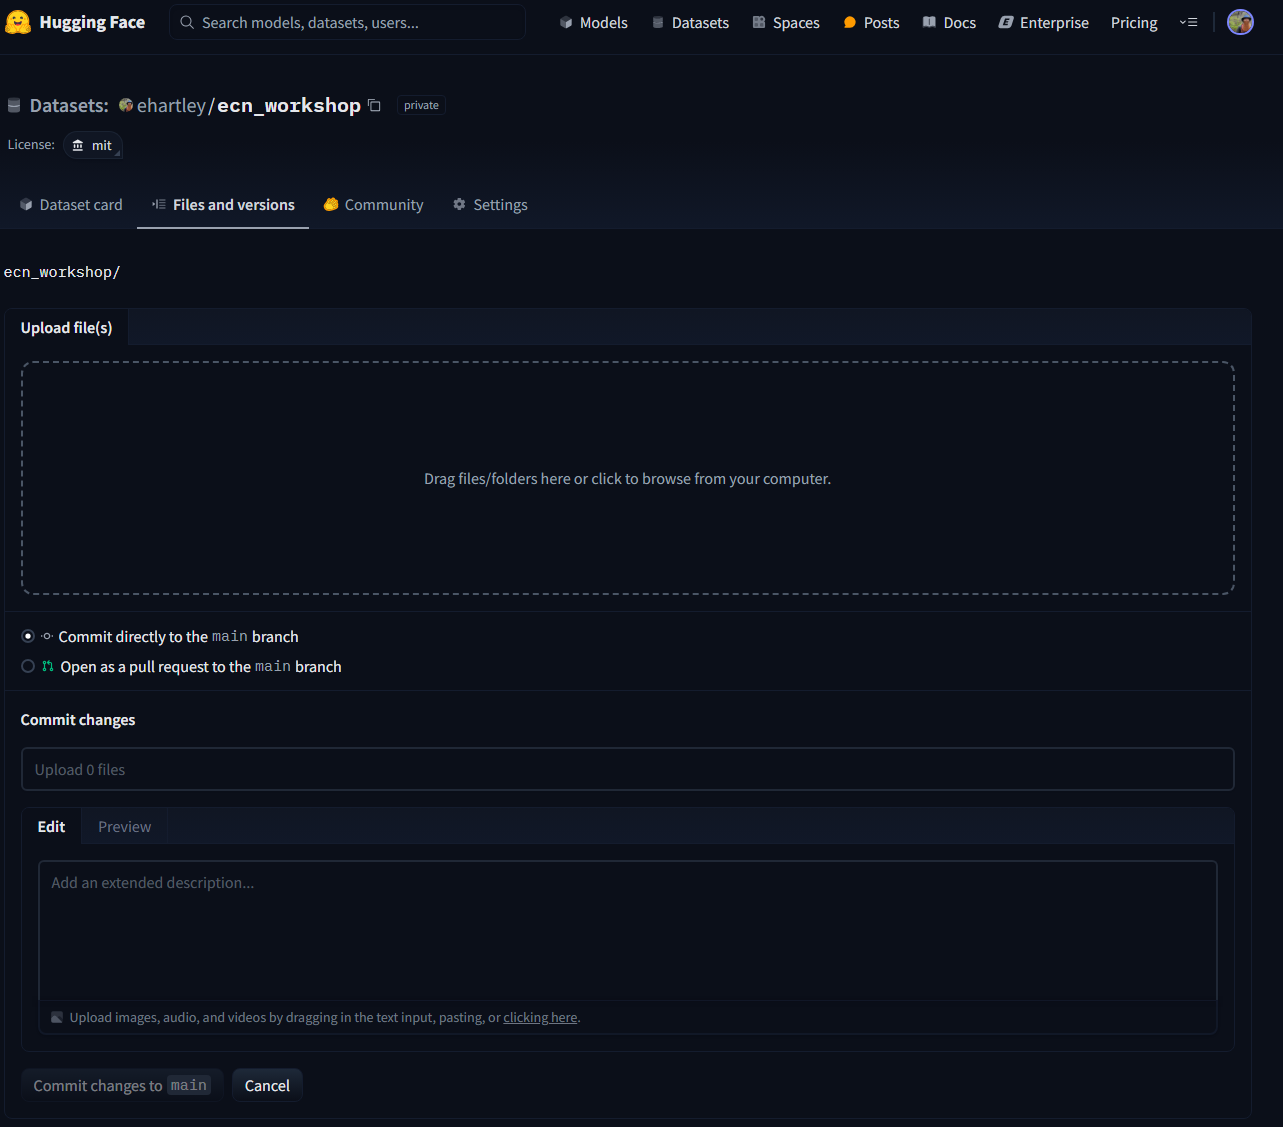 Hugging Face
Search models, datasets, users...
Models
Datasets
Spaces
Posts
Docs
Enterprise
Pricing
Datasets: ehartley/ecn_workshop
private
License: mit
Dataset card
Files and versions
Community
Settings
ecn_workshop/
Upload file(s)
Drag files/folders here or click to browse from your computer.
Commit directly to the main branch
Open as a pull request to the main branch
Commit changes
Upload 0 files
Edit
Preview
Add an extended description...
Upload images, audio, and videos by dragging in the text input, pasting, or clicking here.
Commit changes to main
Cancel